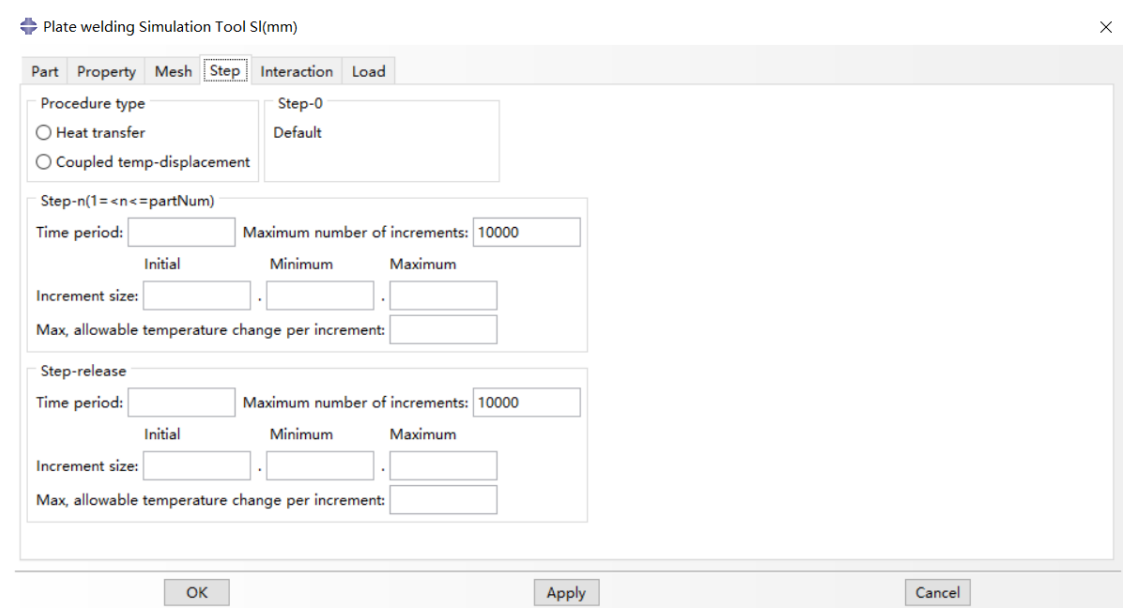 Plate welding Simulation Tool SI(mm)
Part Property Mesh Step Interaction Load
Procedure type
Heat transfer
Coupled temp-displacement
Step-0
Default
Step-n(1=<n<=partNum)
Time period: Maximum number of increments: 10000
Initial Minimum Maximum
Increment size: . .
Max, allowable temperature change per increment:
Step-release
Time period: Maximum number of increments: 10000
Initial Minimum Maximum
Increment size: . .
Max, allowable temperature change per increment:
OK Apply Cancel